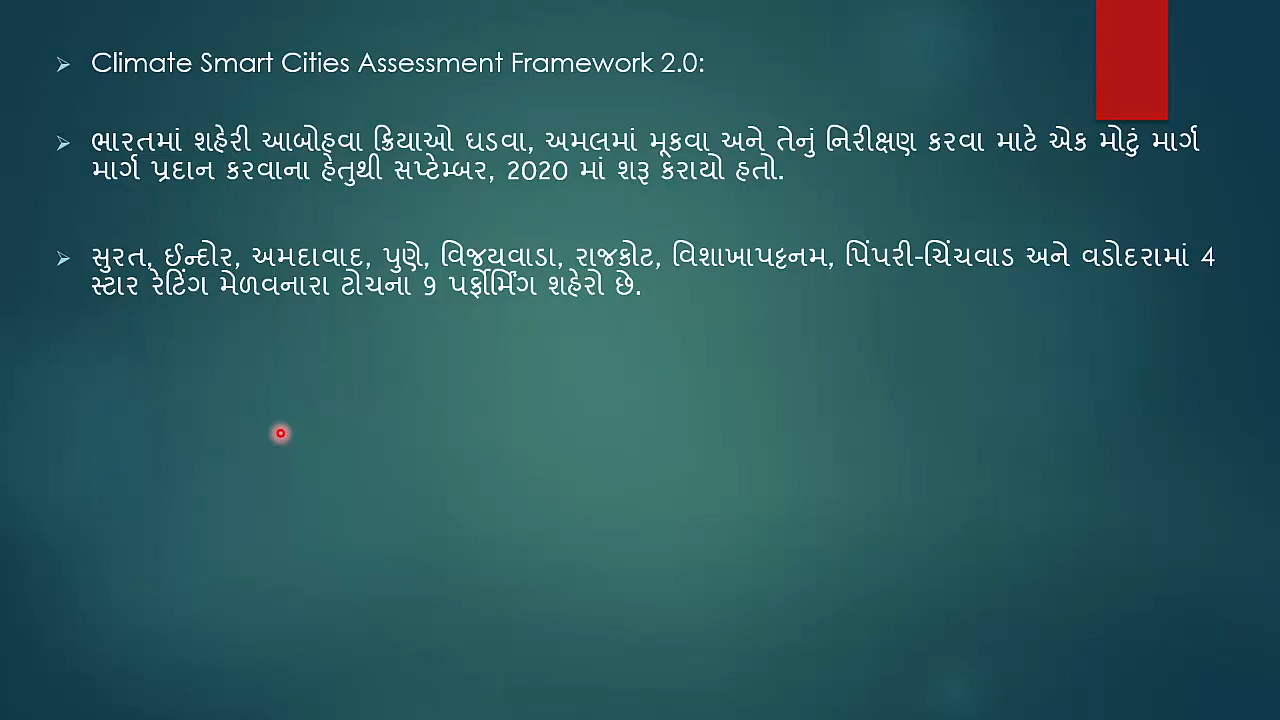 Climate Smart Cities Assessment Framework 2.0:
ભારતમાં શહેરી આબોહવા ક્રિયાઓ ઘડવા, અમલમાં મૂકવા અને તેનું નિરીક્ષણ કરવા માટે એક મોટું માર્ગ
માર્ગ પ્રદાન કરવાના હેતુથી સપ્ટેમ્બર, 2020 માં શરૂ કરાયો હતો.
સુરત, ઈન્દોર, અમદાવાદ, પુણે, વિજયવાડા, રાજકોટ, વિશાખાપટ્ટનમ, પિંપરી-ચિંચવાડ અને વડોદરામાં 4
સ્ટાર રેટિંગ મેળવનારા ટોચના 9 પર્ફોર્મિંગ શહેરો છે.